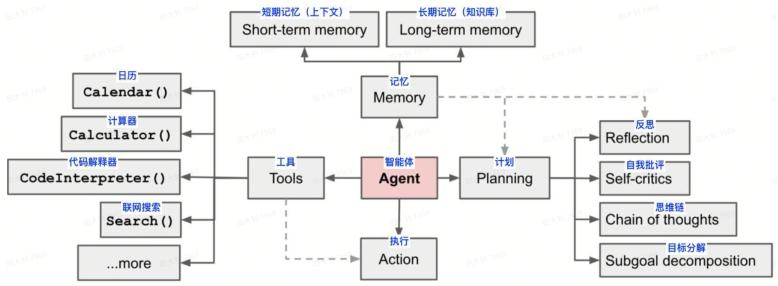 短期记忆（上下文）
Short-term memory
长期记忆（知识库）
Long-term memory
日历
Calendar()
记忆
Memory
计算器
Calculator()
反思
Reflection
代码解释器
CodeInterpreter()
工具
Tools
智能体
Agent
计划
Planning
自我批评
Self-critics
联网搜索
Search()
思维链
Chain of thoughts
...more
执行
Action
目标分解
Subgoal decomposition